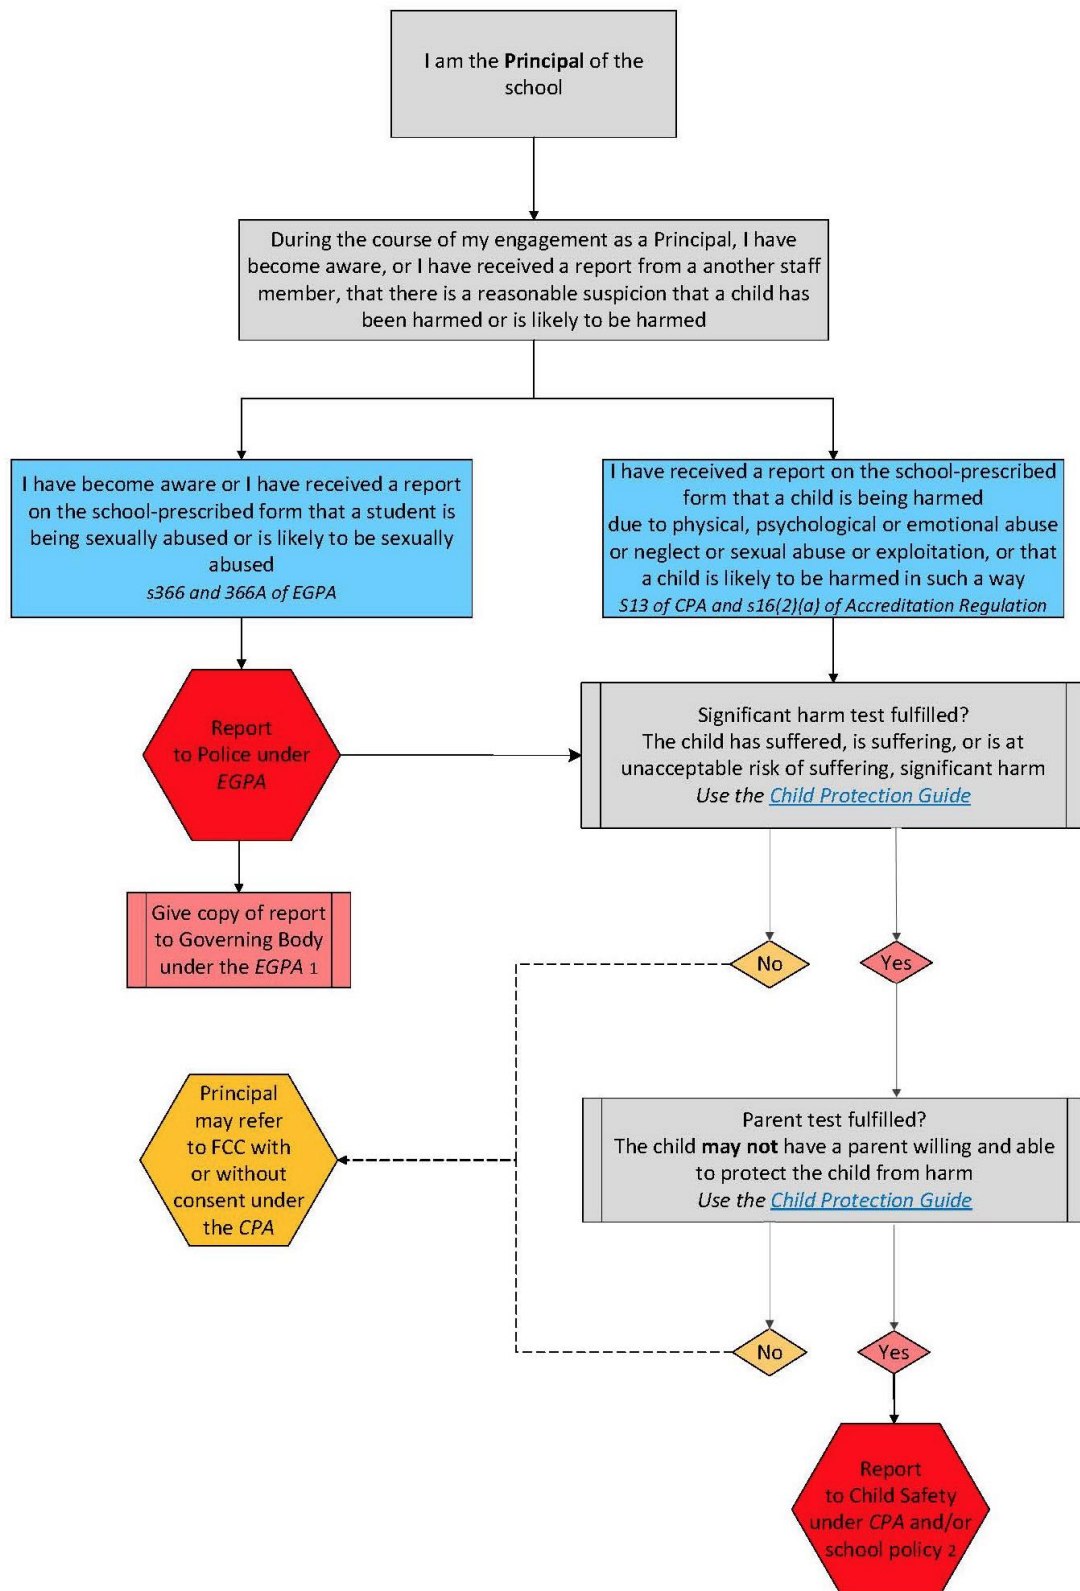 I am the Principal of the
school
During the course of my engagement as a Principal, I have
become aware, or I have received a report from a another staff
member, that there is a reasonable suspicion that a child has
been harmed or is likely to be harmed
I have become aware or I have received a report
on the school-prescribed form that a student is
being sexually abused or is likely to be sexually
abused
s366 and 366A of EGPA
I have received a report on the school-prescribed
form that a child is being harmed
due to physical, psychological or emotional abuse
or neglect or sexual abuse or exploitation, or that
a child is likely to be harmed in such a way
S13 of CPA and s16(2)(a) of Accreditation Regulation
Report
to Police under
EGPA
Significant harm test fulfilled?
The child has suffered, is suffering, or is at
unacceptable risk of suffering, significant harm
Use the Child Protection Guide
Give copy of report
to Governing Body
under the EGPA 1
No
Yes
Principal
may refer
to FCC with
or without
consent under
the CPA
Parent test fulfilled?
The child may not have a parent willing and able
to protect the child from harm
Use the Child Protection Guide
No
Yes
Report
to Child Safety
under CPA and/or
school policy 2